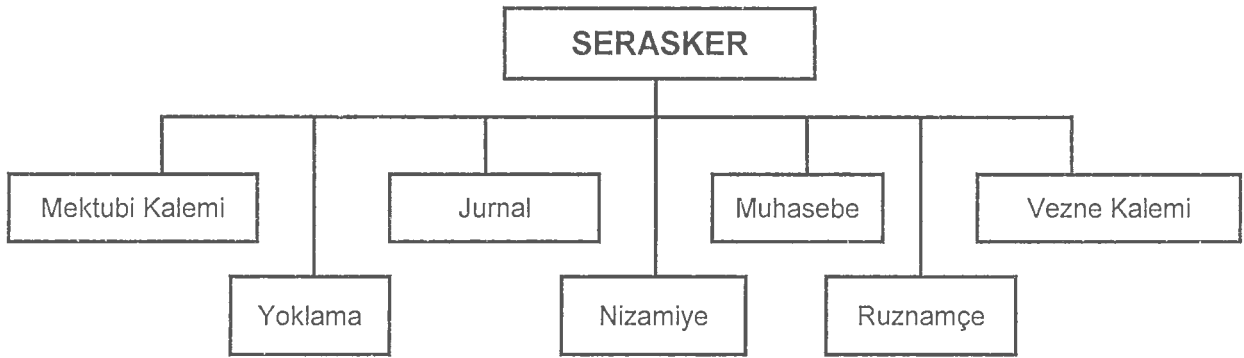 SERASKER
Mektubi Kalemi
Jurnal
Muhasebe
Vezne Kalemi
Yoklama
Nizamiye
Ruznamçe